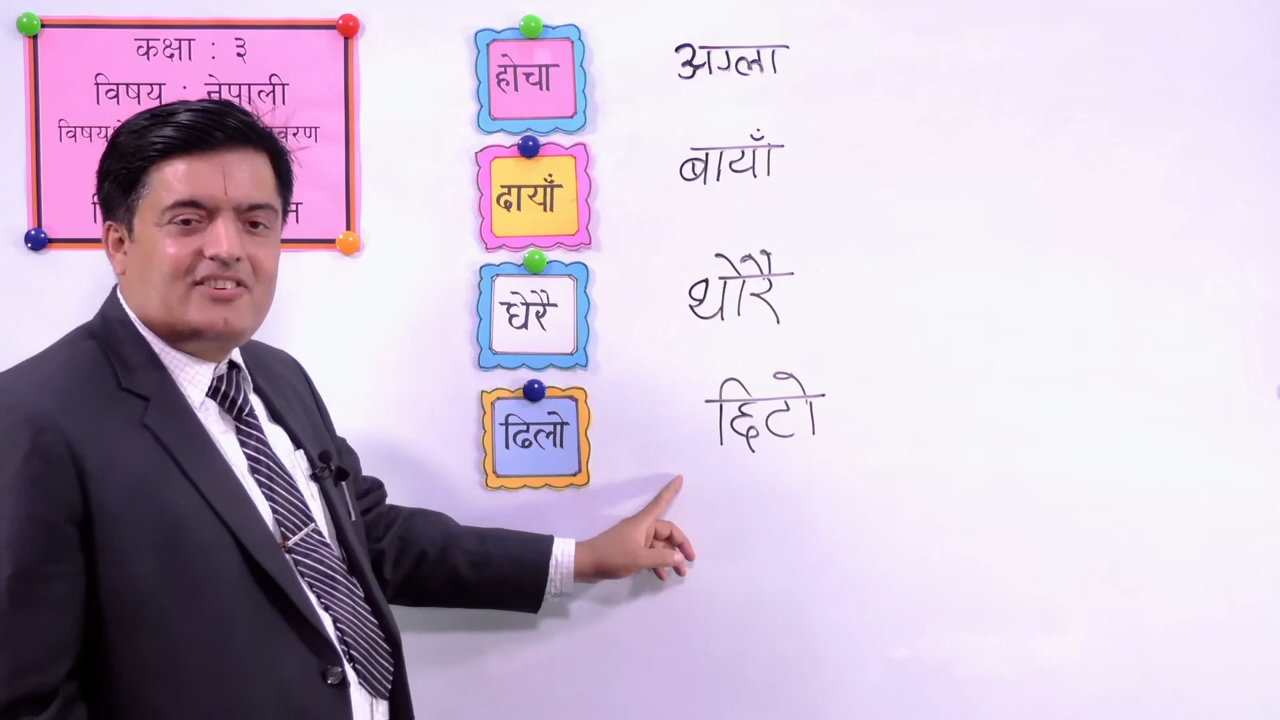 कक्षा : ३
विषय : नेपाली
होचा
अग्ला
दायाँ
बायाँ
धेरै
थोरै
ढिलो
छिटो